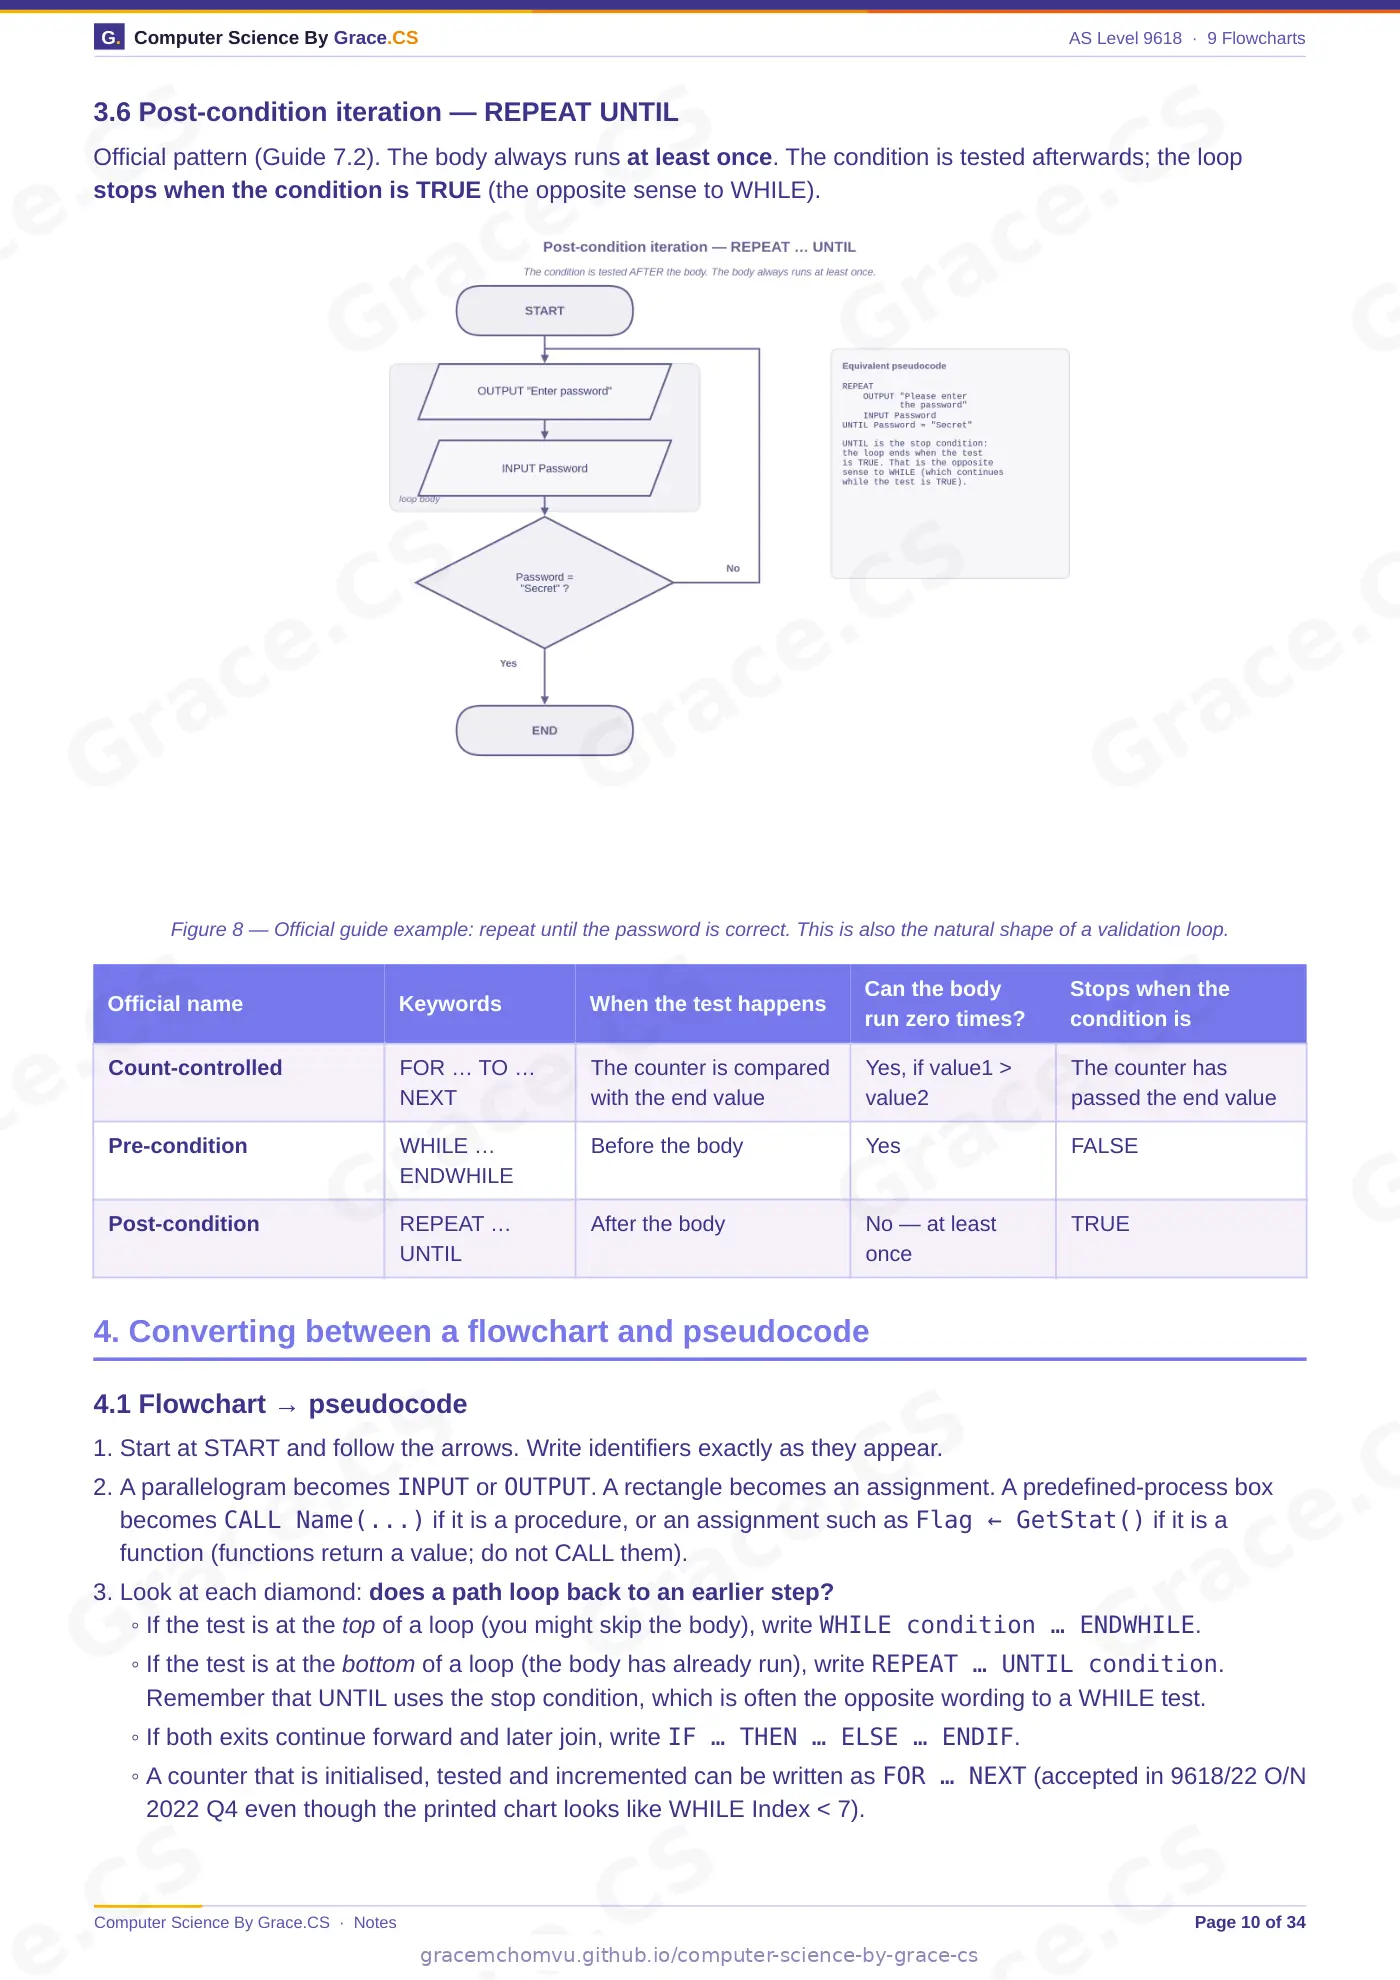 G. Computer Science By Grace.CS
AS Level 9618 · 9 Flowcharts
3.6 Post-condition iteration — REPEAT UNTIL
Official pattern (Guide 7.2). The body always runs at least once. The condition is tested afterwards; the loop
stops when the condition is TRUE (the opposite sense to WHILE).
Post-condition iteration — REPEAT … UNTIL
The condition is tested AFTER the body. The body always runs at least once.
START
OUTPUT "Enter password"
INPUT Password
loop body
Password =
"Secret" ?
No
Yes
END
Equivalent pseudocode
REPEAT
OUTPUT "Please enter
the password"
INPUT Password
UNTIL Password = "Secret"
UNTIL is the stop condition:
the loop ends when the test
is TRUE. That is the opposite
sense to WHILE (which continues
while the test is TRUE).
Figure 8 — Official guide example: repeat until the password is correct. This is also the natural shape of a validation loop.
Official name
Keywords
When the test happens
Can the body
run zero times?
Stops when the
condition is
Count-controlled
FOR … TO …
NEXT
The counter is compared
with the end value
Yes, if value1 >
value2
The counter has
passed the end value
Pre-condition
WHILE …
ENDWHILE
Before the body
Yes
FALSE
Post-condition
REPEAT …
UNTIL
After the body
No — at least
once
TRUE
4. Converting between a flowchart and pseudocode
4.1 Flowchart → pseudocode
1. Start at START and follow the arrows. Write identifiers exactly as they appear.
2. A parallelogram becomes INPUT or OUTPUT. A rectangle becomes an assignment. A predefined-process box
becomes CALL Name(...) if it is a procedure, or an assignment such as Flag ← GetStat() if it is a
function (functions return a value; do not CALL them).
3. Look at each diamond: does a path loop back to an earlier step?
◦ If the test is at the top of a loop (you might skip the body), write WHILE condition … ENDWHILE.
◦ If the test is at the bottom of a loop (the body has already run), write REPEAT … UNTIL condition.
Remember that UNTIL uses the stop condition, which is often the opposite wording to a WHILE test.
◦ If both exits continue forward and later join, write IF … THEN … ELSE … ENDIF.
◦ A counter that is initialised, tested and incremented can be written as FOR … NEXT (accepted in 9618/22 O/N
2022 Q4 even though the printed chart looks like WHILE Index < 7).
Computer Science By Grace.CS · Notes
Page 10 of 34
gracemchomvu.github.io/computer-science-by-grace-cs